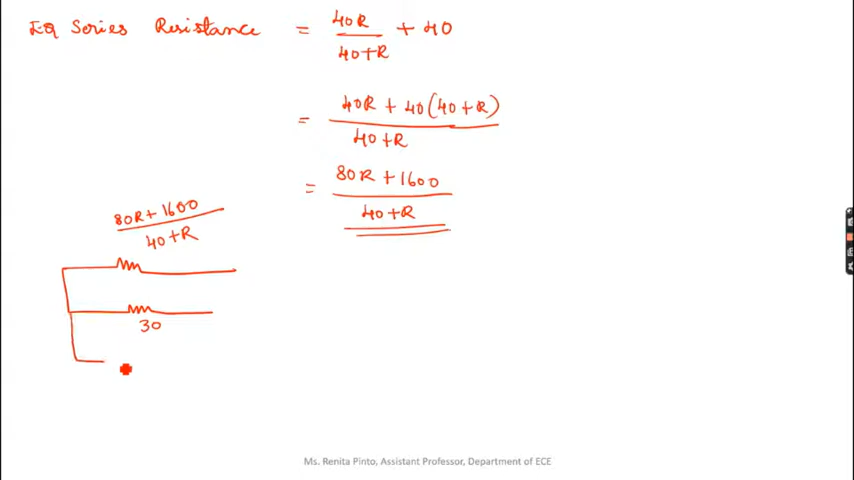 Eq Series Resistance = 40R/40+R + 40
= 40R + 40(40+R)/40+R
= 80R + 1600/40+R
80R + 1600/40+R
30
Ms. Renita Pinto, Assistant Professor, Department of ECE